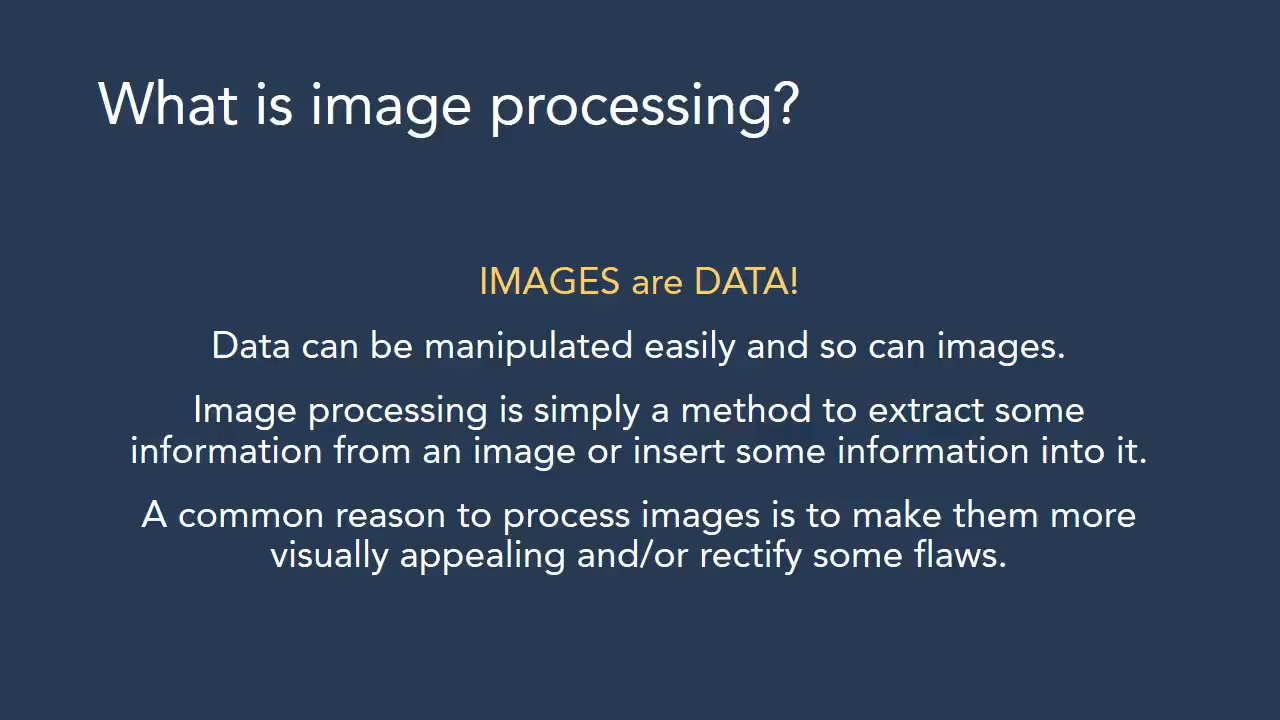 What is image processing?
IMAGES are DATA!
Data can be manipulated easily and so can images.
Image processing is simply a method to extract some
information from an image or insert some information into it.
A common reason to process images is to make them more
visually appealing and/or rectify some flaws.